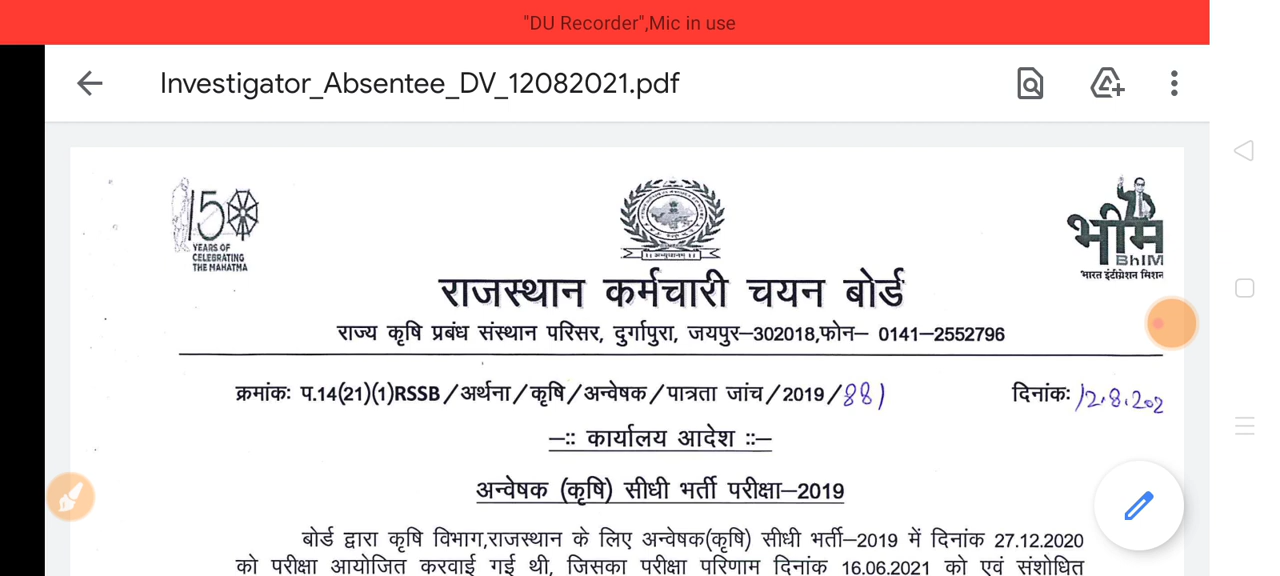 "DU Recorder",Mic in use
Investigator_Absentee_DV_12082021.pdf
150
YEARS OF
CELEBRATING
THE MAHATMA
भीम
BhIM
भारत इंटीग्रेशन मिशन
राजस्थान कर्मचारी चयन बोर्ड
राज्य कृषि प्रबंध संस्थान परिसर, दुर्गापुरा, जयपुर–302018,फोन– 0141–2552796
क्रमांकः प.14(21)(1)RSSB/अर्थना/कृषि/अन्वेषक/पात्रता जांच/2019/881
दिनांकः 12.8.202
–:: कार्यालय आदेश ::–
अन्वेषक (कृषि) सीधी भर्ती परीक्षा–2019
बोर्ड द्वारा कृषि विभाग,राजस्थान के लिए अन्वेषक(कृषि) सीधी भर्ती–2019 में दिनांक 27.12.2020
को परीक्षा आयोजित करवाई गई थी, जिसका परीक्षा परिणाम दिनांक 16.06.2021 को एवं संशोधित